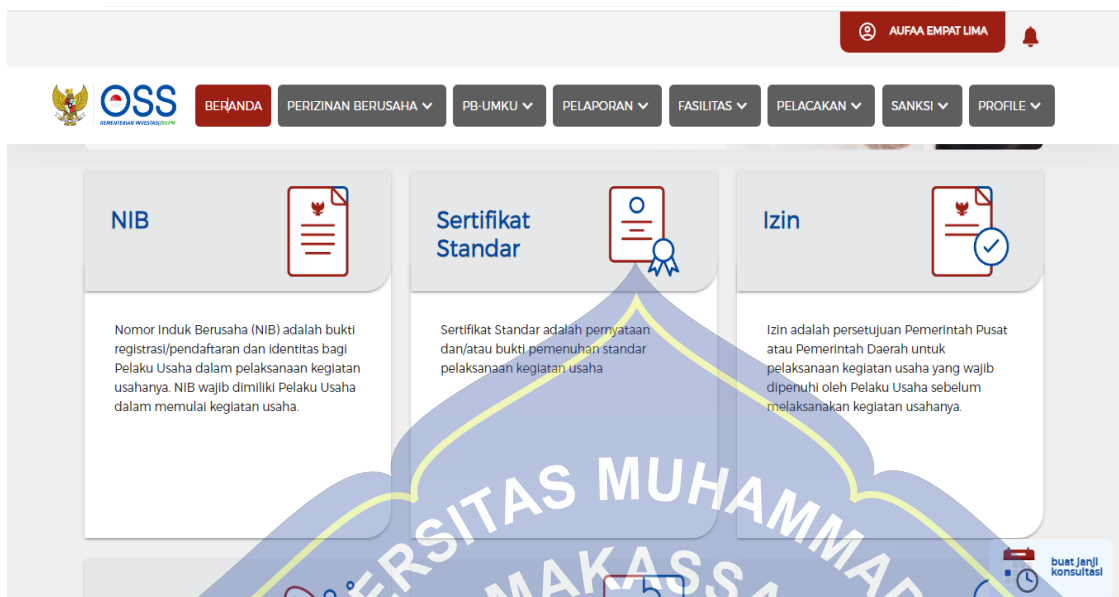 AUFAA EMPAT LIMA
OSS
KEMENTERIAN INVESTASI/BKPM
BERANDA
PERIZINAN BERUSAHA
PB-UMKU
PELAPORAN
FASILITAS
PELACAKAN
SANKSI
PROFILE
NIB
Nomor Induk Berusaha (NIB) adalah bukti
registrasi/pendaftaran dan identitas bagi
Pelaku Usaha dalam pelaksanaan kegiatan
usahanya. NIB wajib dimiliki Pelaku Usaha
dalam memulai kegiatan usaha.
Sertifikat
Standar
Sertifikat Standar adalah pernyataan
dan/atau bukti pemenuhan standar
pelaksanaan kegiatan usaha
Izin
Izin adalah persetujuan Pemerintah Pusat
atau Pemerintah Daerah untuk
pelaksanaan kegiatan usaha yang wajib
dipenuhi oleh Pelaku Usaha sebelum
melaksanakan kegiatan usahanya.
buat janji
konsultasi
ERSITAS MUHAMMAD
MAKASSA